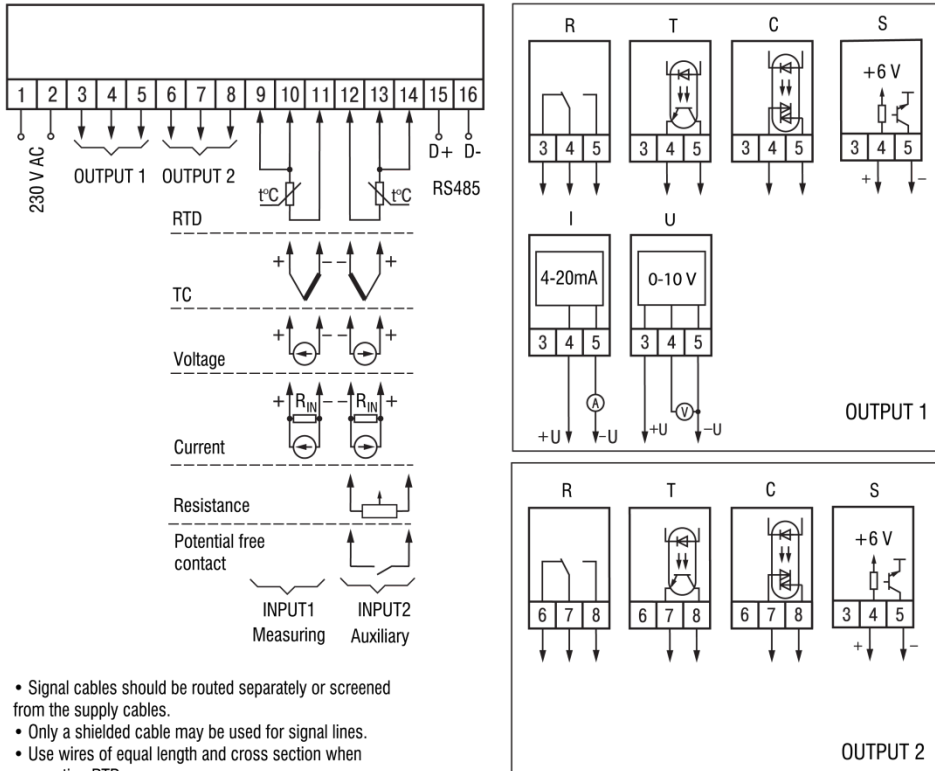 1 2 3 4 5 6 7 8 9 10 11 12 13 14 15 16
230 V AC
OUTPUT 1
OUTPUT 2
D+ D-
RS485
t°C
t°C
RTD
+ - - +
TC
+ - - +
Voltage
+ R_IN - - R_IN +
Current
Resistance
Potential free
contact
INPUT1
Measuring
INPUT2
Auxiliary
• Signal cables should be routed separately or screened
from the supply cables.
• Only a shielded cable may be used for signal lines.
• Use wires of equal length and cross section when
R T C S
+6 V
3 4 5 3 4 5 3 4 5 3 4 5
+ −
I U
4-20mA
0-10 V
3 4 5 3 4 5
A
V
+U −U +U −U
OUTPUT 1
R T C S
+6 V
6 7 8 6 7 8 6 7 8 3 4 5
+ −
OUTPUT 2